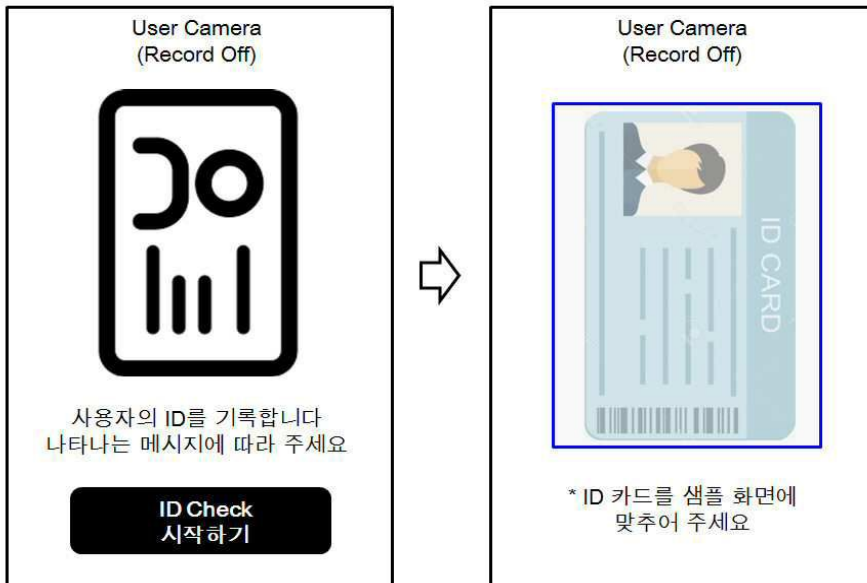 User Camera
(Record Off)
사용자의 ID를 기록합니다
나타나는 메시지에 따라 주세요
ID Check
시작하기
User Camera
(Record Off)
ID CARD
* ID 카드를 샘플 화면에
맞추어 주세요